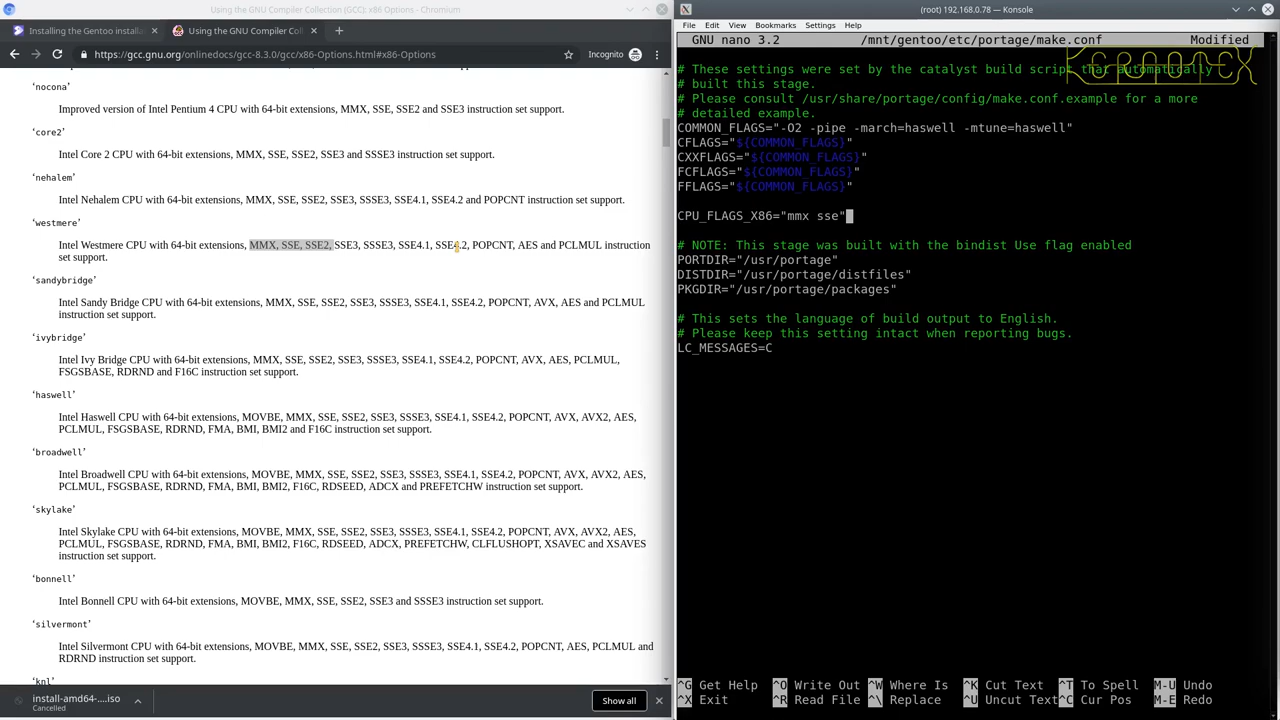 Using the GNU Compiler Collection (GCC): x86 Options - Chromium
Installing the Gentoo install
Using the GNU Compiler Coll
https://gcc.gnu.org/onlinedocs/gcc-8.3.0/gcc/x86-Options.html#x86-Options
Incognito
‘nocona’
Improved version of Intel Pentium 4 CPU with 64-bit extensions, MMX, SSE, SSE2 and SSE3 instruction set support.
‘core2’
Intel Core 2 CPU with 64-bit extensions, MMX, SSE, SSE2, SSE3 and SSSE3 instruction set support.
‘nehalem’
Intel Nehalem CPU with 64-bit extensions, MMX, SSE, SSE2, SSE3, SSSE3, SSE4.1, SSE4.2 and POPCNT instruction set support.
‘westmere’
Intel Westmere CPU with 64-bit extensions, MMX, SSE, SSE2, SSE3, SSSE3, SSE4.1, SSE4.2, POPCNT, AES and PCLMUL instruction
set support.
‘sandybridge’
Intel Sandy Bridge CPU with 64-bit extensions, MMX, SSE, SSE2, SSE3, SSSE3, SSE4.1, SSE4.2, POPCNT, AVX, AES and PCLMUL
instruction set support.
‘ivybridge’
Intel Ivy Bridge CPU with 64-bit extensions, MMX, SSE, SSE2, SSE3, SSSE3, SSE4.1, SSE4.2, POPCNT, AVX, AES, PCLMUL,
FSGSBASE, RDRND and F16C instruction set support.
‘haswell’
Intel Haswell CPU with 64-bit extensions, MOVBE, MMX, SSE, SSE2, SSE3, SSSE3, SSE4.1, SSE4.2, POPCNT, AVX, AVX2, AES,
PCLMUL, FSGSBASE, RDRND, FMA, BMI, BMI2 and F16C instruction set support.
‘broadwell’
Intel Broadwell CPU with 64-bit extensions, MOVBE, MMX, SSE, SSE2, SSE3, SSSE3, SSE4.1, SSE4.2, POPCNT, AVX, AVX2, AES,
PCLMUL, FSGSBASE, RDRND, FMA, BMI, BMI2, F16C, RDSEED, ADCX and PREFETCHW instruction set support.
‘skylake’
Intel Skylake CPU with 64-bit extensions, MOVBE, MMX, SSE, SSE2, SSE3, SSSE3, SSE4.1, SSE4.2, POPCNT, AVX, AVX2, AES,
PCLMUL, FSGSBASE, RDRND, FMA, BMI, BMI2, F16C, RDSEED, ADCX, PREFETCHW, CLFLUSHOPT, XSAVEC and XSAVES
instruction set support.
‘bonnell’
Intel Bonnell CPU with 64-bit extensions, MOVBE, MMX, SSE, SSE2, SSE3 and SSSE3 instruction set support.
‘silvermont’
Intel Silvermont CPU with 64-bit extensions, MOVBE, MMX, SSE, SSE2, SSE3, SSSE3, SSE4.1, SSE4.2, POPCNT, AES, PCLMUL and
RDRND instruction set support.
‘knl’
install-amd64-....iso
Cancelled
Show all
(root) 192.168.0.78 — Konsole
File Edit View Bookmarks Settings Help
GNU nano 3.2 /mnt/gentoo/etc/portage/make.conf Modified
KERNOTEX
# These settings were set by the catalyst build script that automatically
# built this stage.
# Please consult /usr/share/portage/config/make.conf.example for a more
# detailed example.
COMMON_FLAGS="-O2 -pipe -march=haswell -mtune=haswell"
CFLAGS="${COMMON_FLAGS}"
CXXFLAGS="${COMMON_FLAGS}"
FCFLAGS="${COMMON_FLAGS}"
FFLAGS="${COMMON_FLAGS}"
CPU_FLAGS_X86="mmx sse"
# NOTE: This stage was built with the bindist Use flag enabled
PORTDIR="/usr/portage"
DISTDIR="/usr/portage/distfiles"
PKGDIR="/usr/portage/packages"
# This sets the language of build output to English.
# Please keep this setting intact when reporting bugs.
LC_MESSAGES=C
^G Get Help ^O Write Out ^W Where Is ^K Cut Text ^T To Spell M-U Undo
^X Exit ^R Read File ^\ Replace ^U Uncut Text ^C Cur Pos M-E Redo